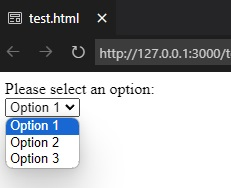 test.html
http://127.0.0.1:3000/t
Please select an option:
Option 1
Option 1
Option 2
Option 3